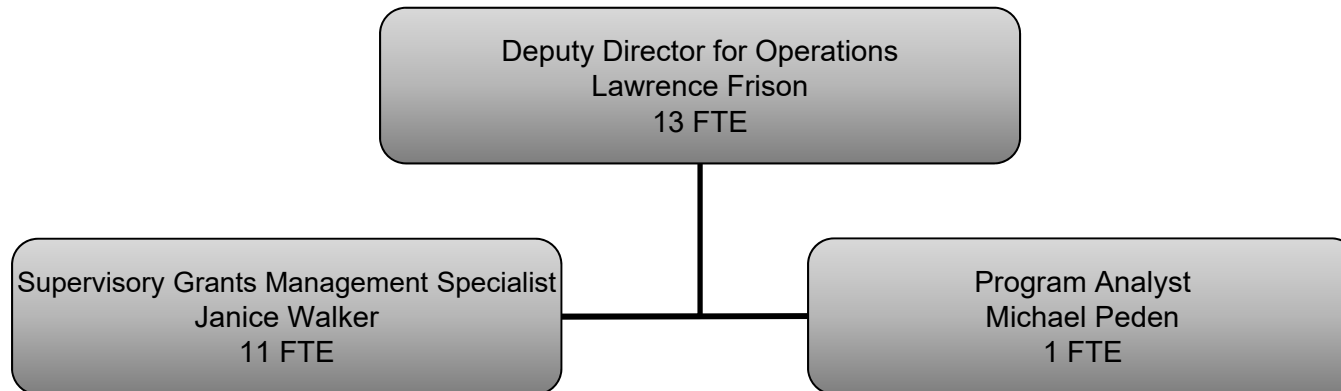 Deputy Director for Operations
Lawrence Frison
13 FTE
Supervisory Grants Management Specialist
Janice Walker
11 FTE
Program Analyst
Michael Peden
1 FTE